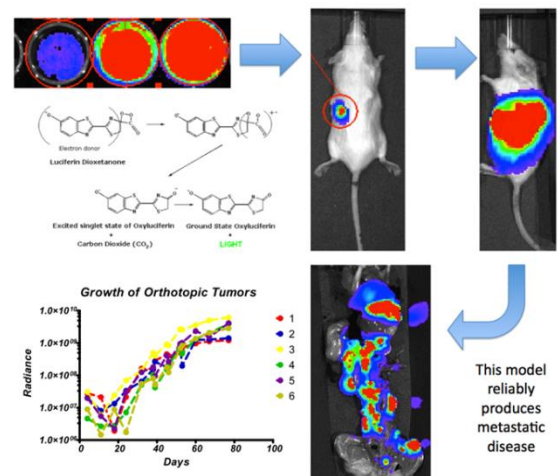 Electron donor
Luciferin Dioxetanone
Excited singlet state of Oxyluciferin
+
Carbon Dioxide (CO2)
Ground State Oxyluciferin
+
LIGHT
Growth of Orthotopic Tumors
Radiance
1.0×10¹⁰
1.0×10⁰⁹
1.0×10⁰⁸
1.0×10⁰⁷
1.0×10⁰⁶
0
20
40
60
80
100
Days
1
2
3
4
5
6
This model
reliably
produces
metastatic
disease